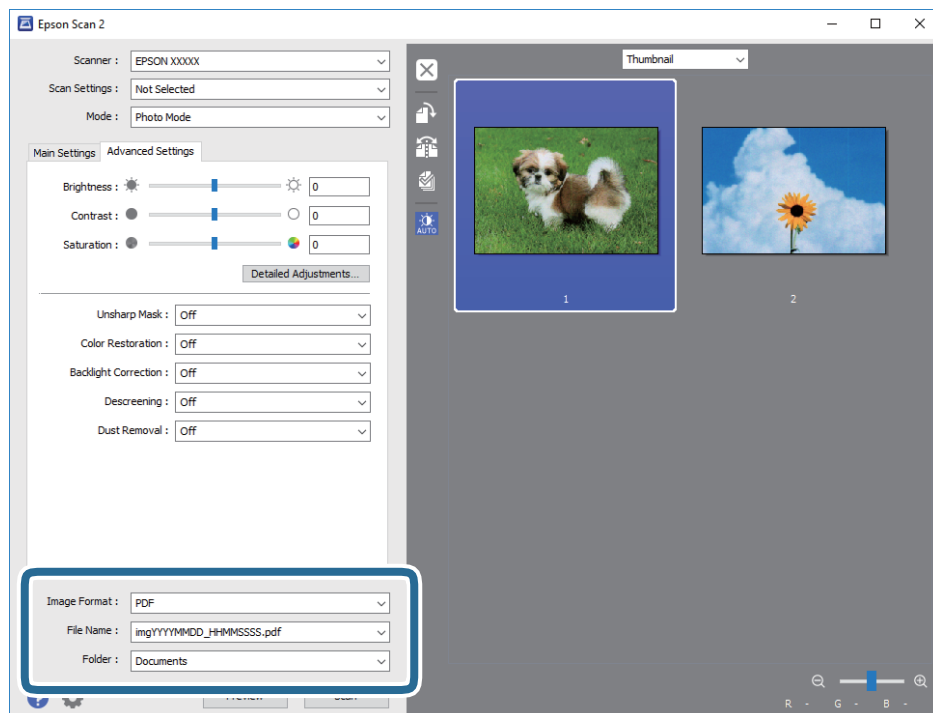 Epson Scan 2
Scanner : EPSON XXXXX
Scan Settings : Not Selected
Mode : Photo Mode
Main Settings Advanced Settings
Brightness : 0
Contrast : 0
Saturation : 0
Detailed Adjustments...
Unsharp Mask : Off
Color Restoration : Off
Backlight Correction : Off
Descreening : Off
Dust Removal : Off
Image Format : PDF
File Name : imgYYYYMMDD_HHMMSSSS.pdf
Folder : Documents
AUTO
Thumbnail
1 2
R - G - B -